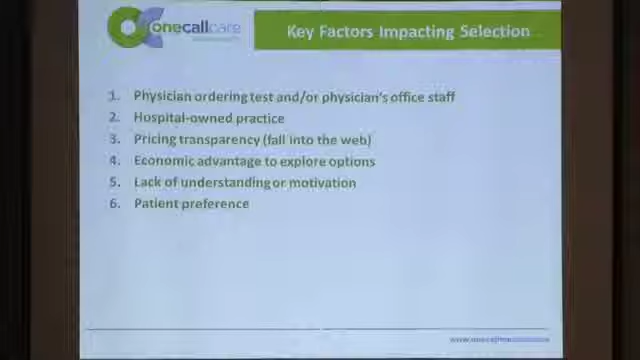 onecallcare
Key Factors Impacting Selection
1. Physician ordering test and/or physician's office staff
2. Hospital-owned practice
3. Pricing transparency (fall into the web)
4. Economic advantage to explore options
5. Lack of understanding or motivation
6. Patient preference